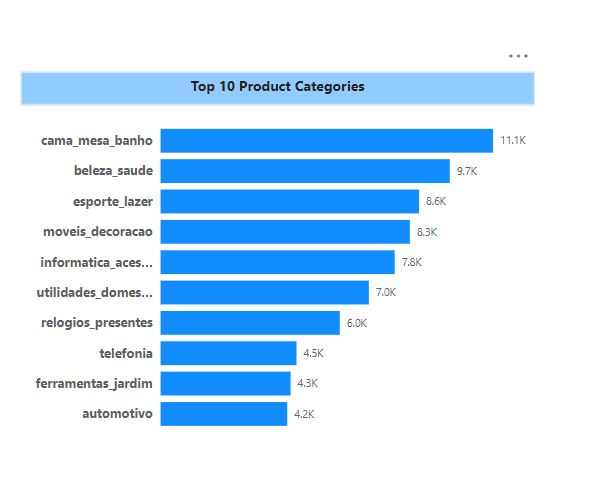 ...
Top 10 Product Categories
cama_mesa_banho 11.1K
beleza_saude 9.7K
esporte_lazer 8.6K
moveis_decoracao 8.3K
informatica_aces... 7.8K
utilidades_domes... 7.0K
relogios_presentes 6.0K
telefonia 4.5K
ferramentas_jardim 4.3K
automotivo 4.2K